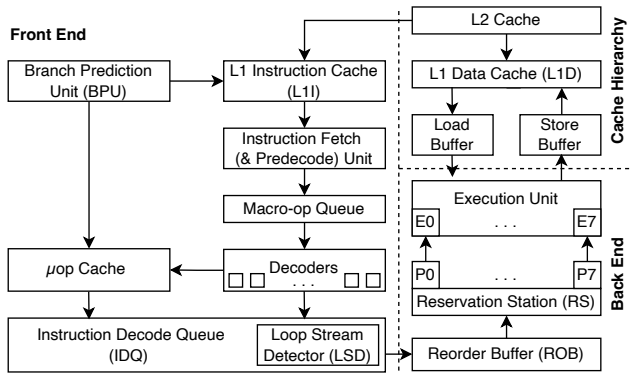 Front End
Branch Prediction
Unit (BPU)
L1 Instruction Cache
(L1I)
Instruction Fetch
(& Predecode) Unit
Macro-op Queue
µop Cache
Decoders
. . .
Instruction Decode Queue
(IDQ)
Loop Stream
Detector (LSD)
L2 Cache
L1 Data Cache (L1D)
Load
Buffer
Store
Buffer
Cache Hierarchy
Execution Unit
E0 . . . E7
P0 . . . P7
Reservation Station (RS)
Reorder Buffer (ROB)
Back End